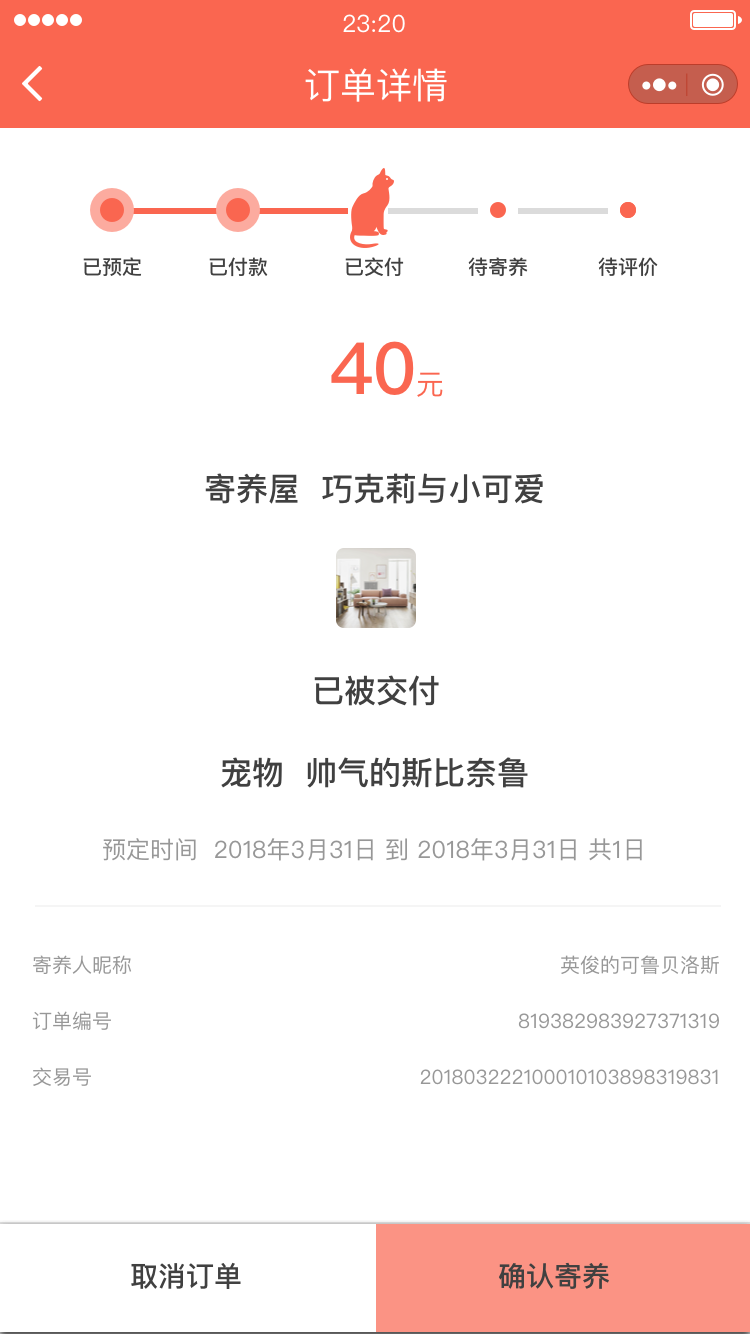 23:20
订单详情
已预定 已付款 已交付 待寄养 待评价
40元
寄养屋 巧克莉与小可爱
已被交付
宠物 帅气的斯比奈鲁
预定时间 2018年3月31日 到 2018年3月31日 共1日
寄养人昵称 英俊的可鲁贝洛斯
订单编号 819382983927371319
交易号 201803222100010103898319831
取消订单 确认寄养